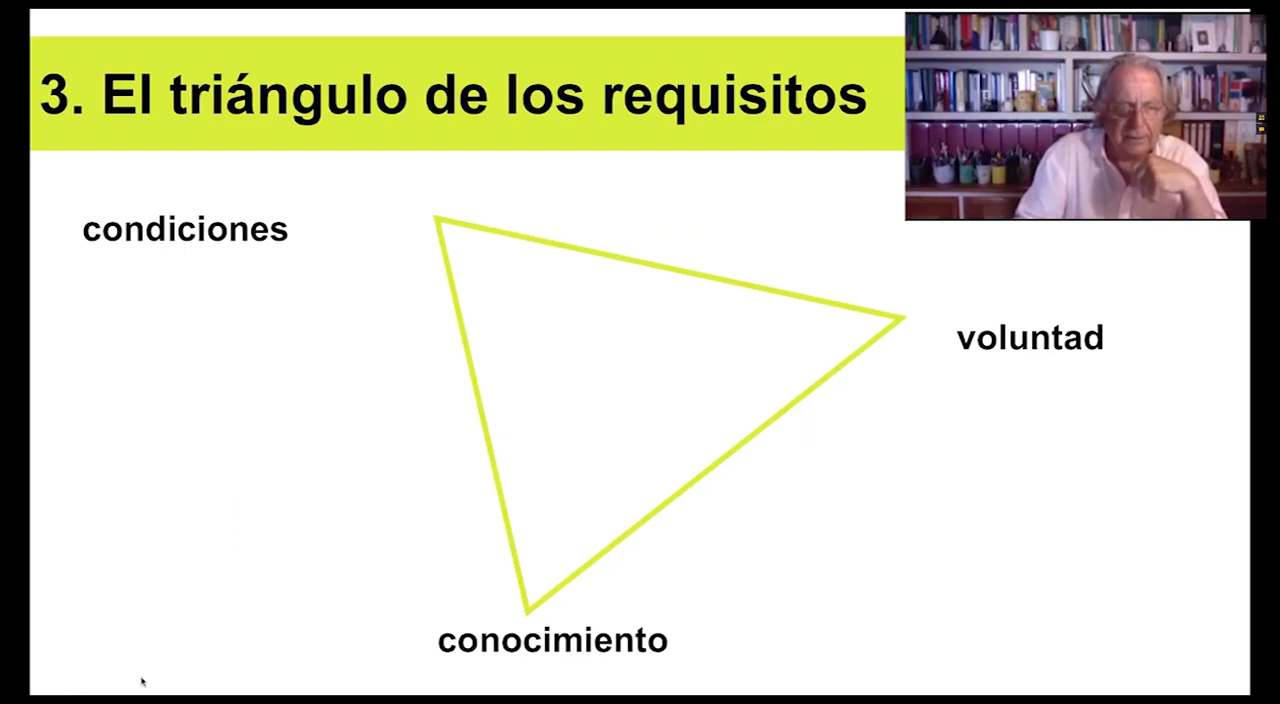 3. El triángulo de los requisitos
condiciones
voluntad
conocimiento